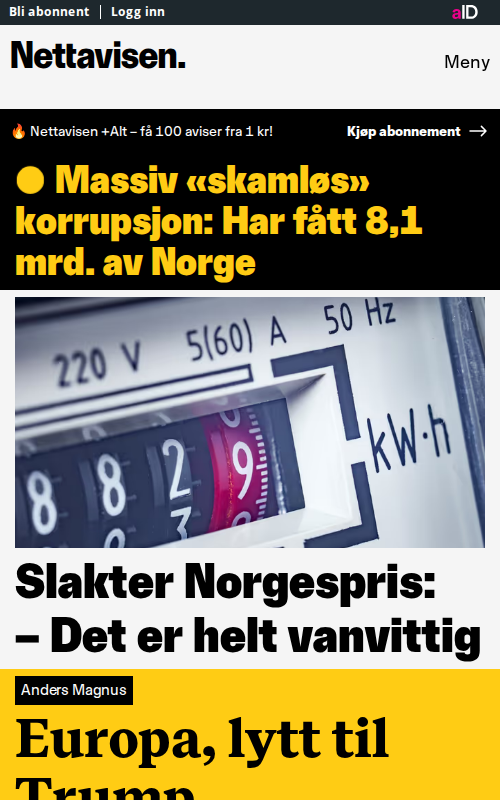 Bli abonnent
Logg inn
aID
Nettavisen.
Meny
🔥 Nettavisen +Alt – få 100 aviser fra 1 kr!
Kjøp abonnement →
Massiv «skamløs»
korrupsjon: Har fått 8,1
mrd. av Norge
220 V 5(60) A 50 Hz
kW·h
8 8 2 9
3
Slakter Norgespris:
– Det er helt vanvittig
Anders Magnus
Europa, lytt til
Trump